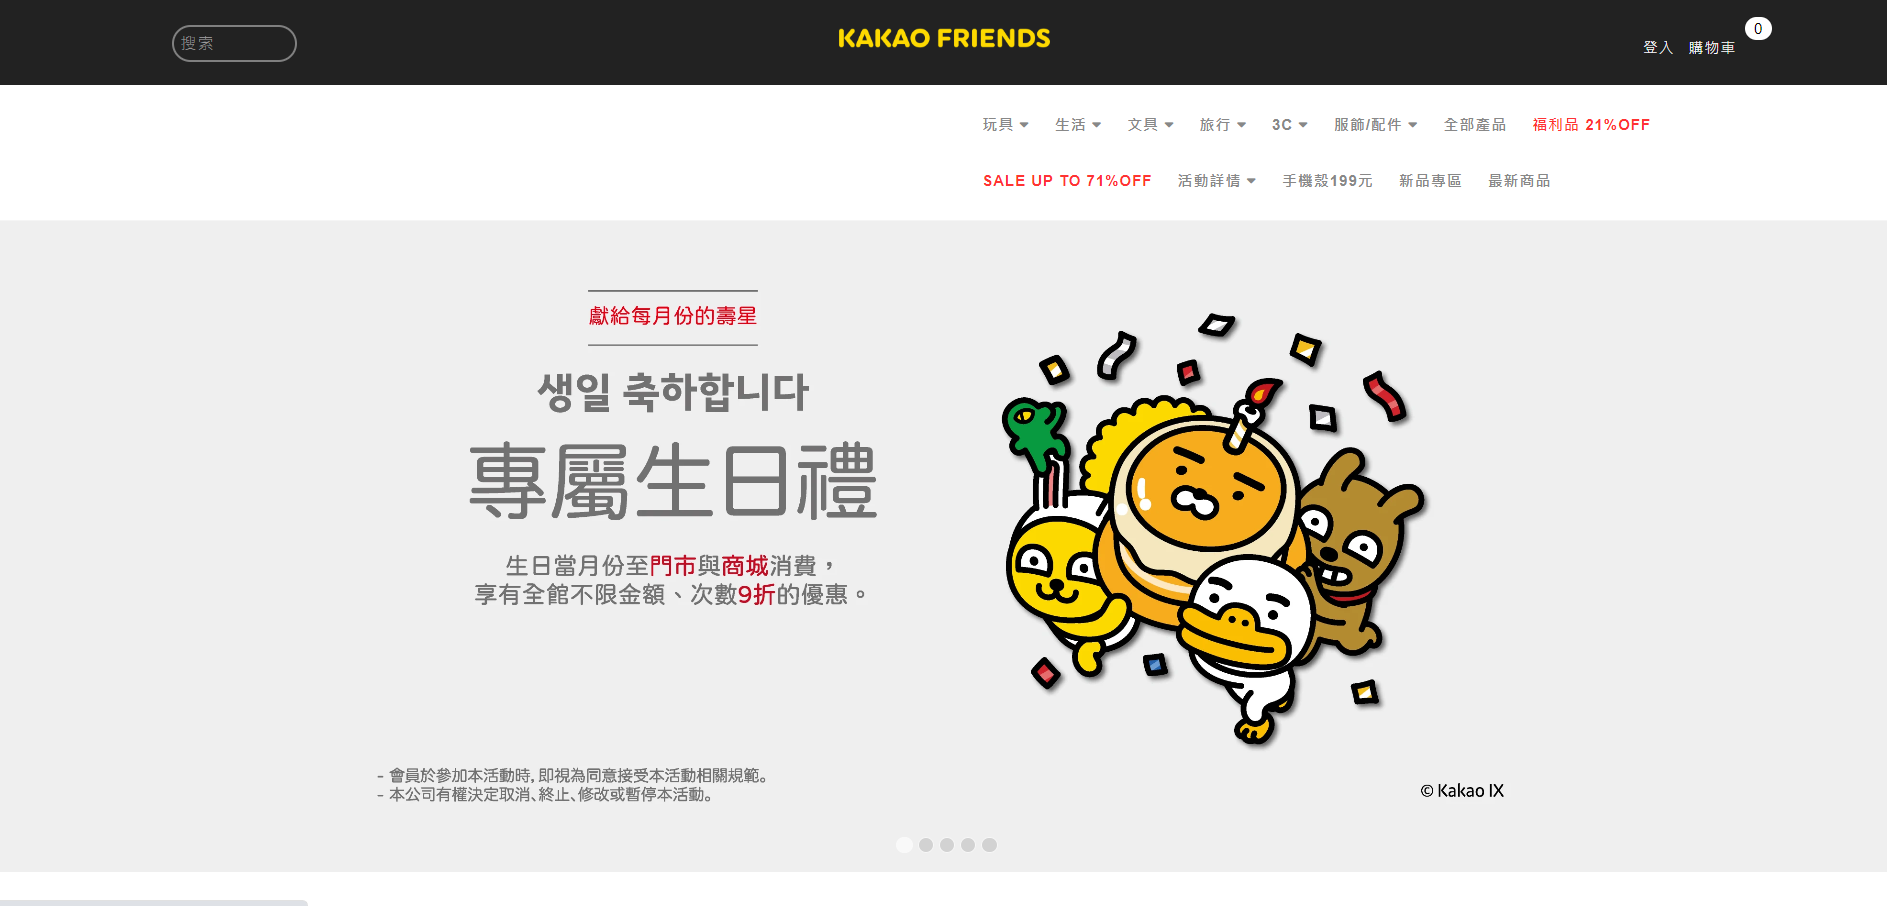 搜索
KAKAO FRIENDS
登入 購物車 0
玩具 生活 文具 旅行 3C 服飾/配件 全部產品 福利品 21%OFF
SALE UP TO 71%OFF 活動詳情 手機殼199元 新品專區 最新商品
獻給每月份的壽星
생일 축하합니다
專屬生日禮
生日當月份至門市與商城消費，
享有全館不限金額、次數9折的優惠。
- 會員於參加本活動時, 即視為同意接受本活動相關規範。
- 本公司有權決定取消、終止、修改或暫停本活動。
© Kakao IX